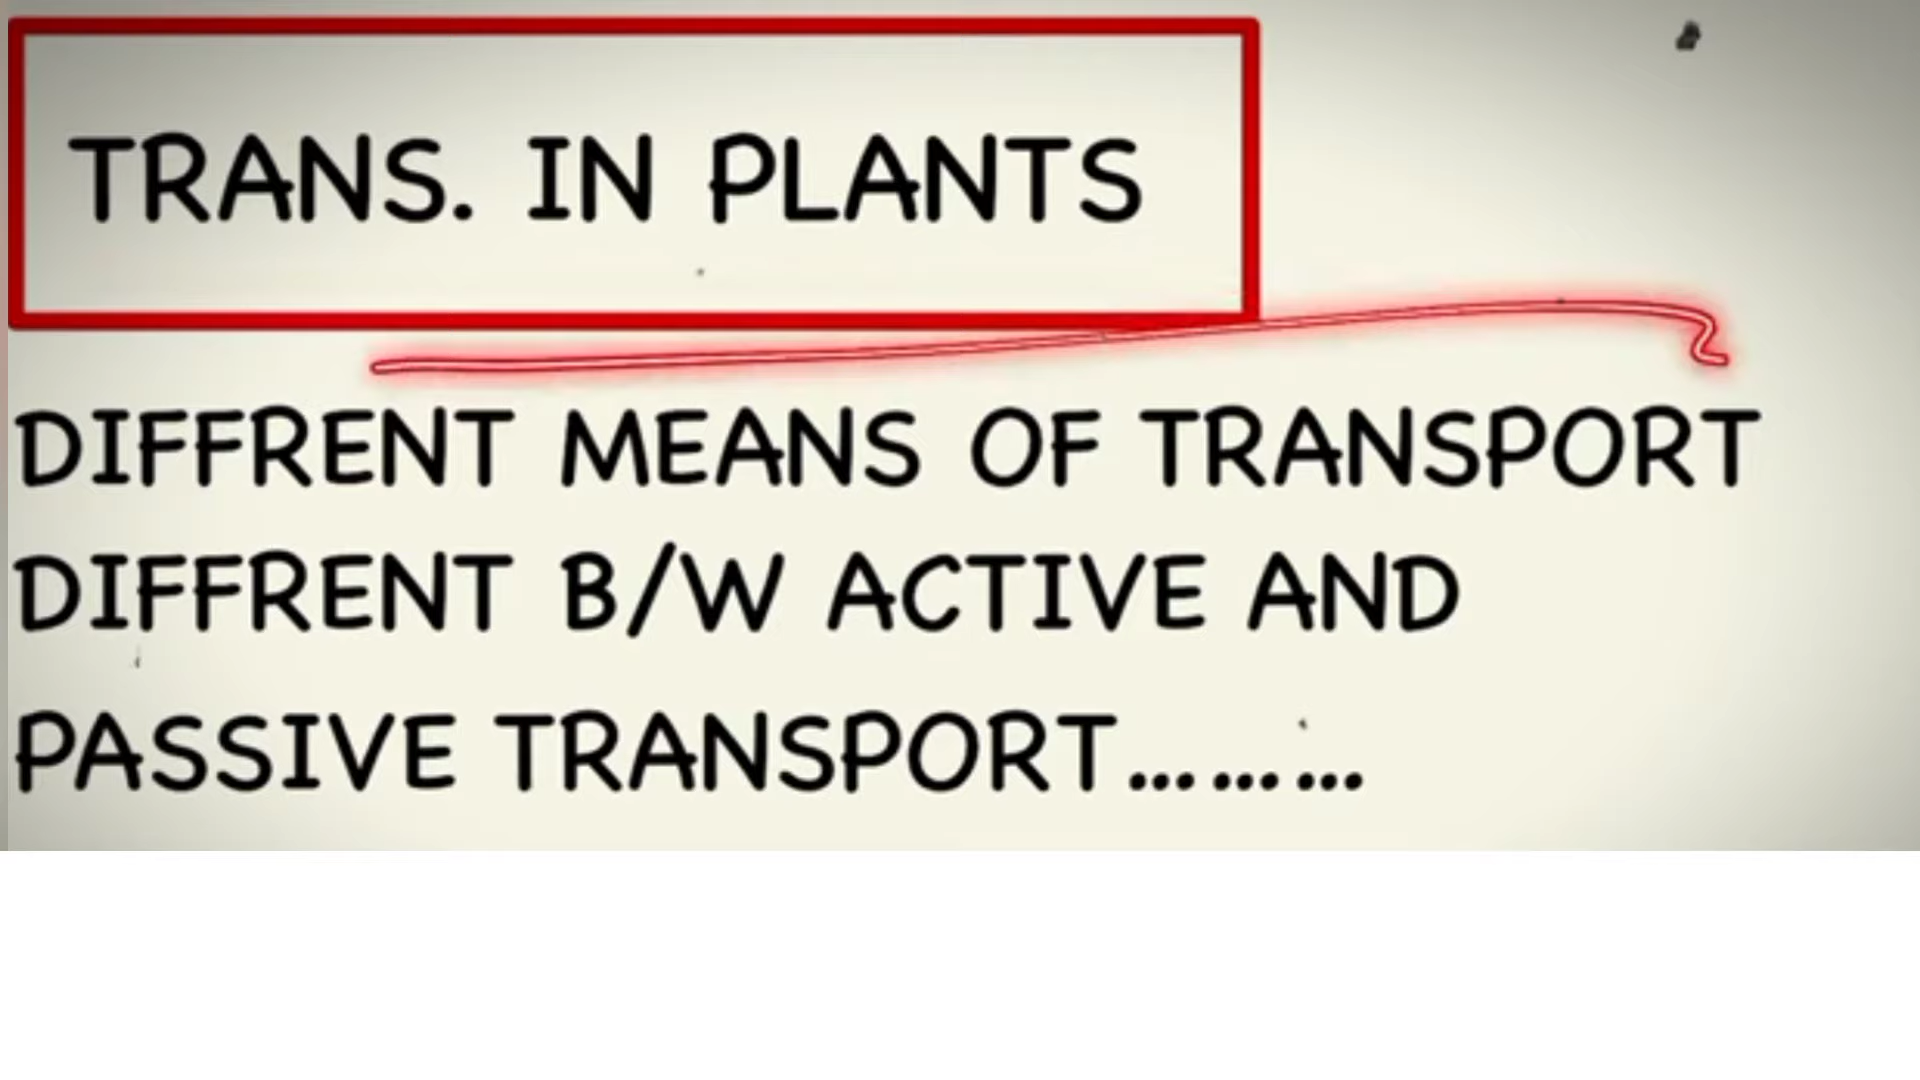 TRANS. IN PLANTS
DIFFRENT MEANS OF TRANSPORT
DIFFRENT B/W ACTIVE AND
PASSIVE TRANSPORT.........